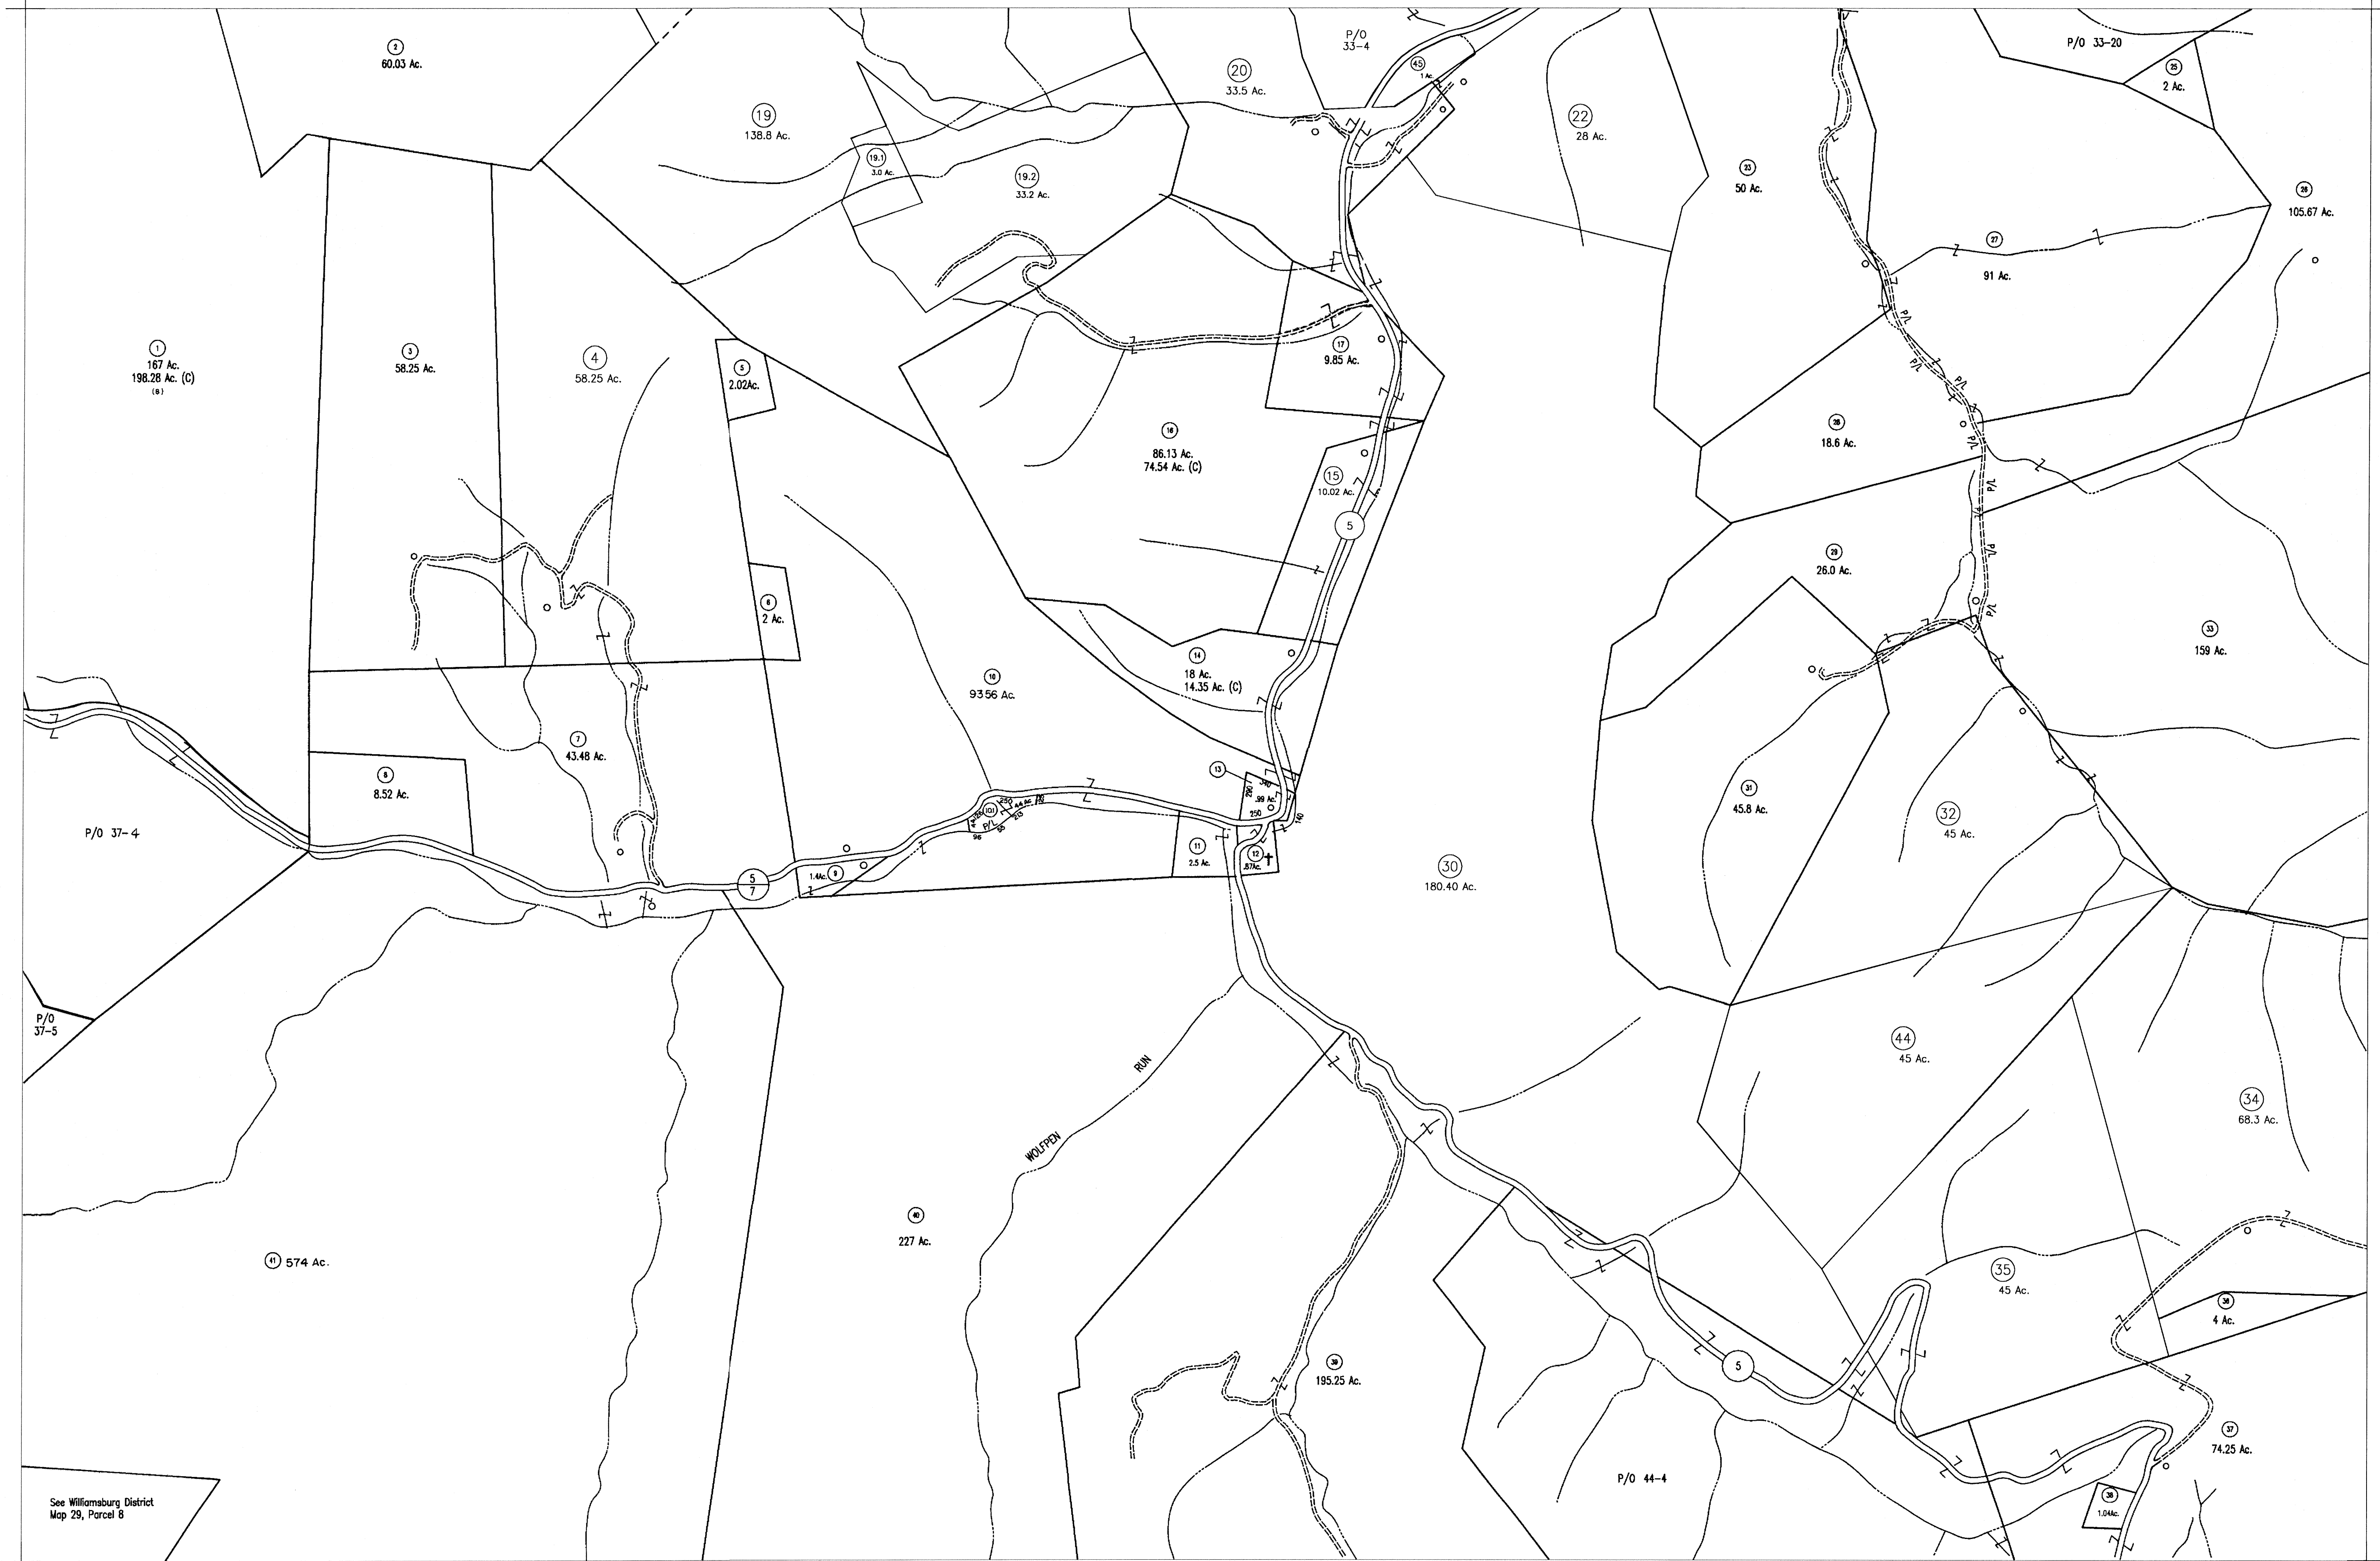 2
60.03 Ac.
19
138.8 Ac.
19.1
3.0 Ac.
19.2
33.2 Ac.
20
33.5 Ac.
P/O
33-4
45
1 Ac.
22
28 Ac.
23
50 Ac.
P/O 33-20
25
2 Ac.
105.67 Ac.
27
91 Ac.
1
167 Ac.
198.28 Ac. (C)
3
58.25 Ac.
4
58.25 Ac.
5
2.02Ac.
17
9.85 Ac.
16
86.13 Ac.
74.54 Ac. (C)
15
10.02 Ac.
5
18.6 Ac.
P/L
P/L
P/L
P/L
P/L
P/L
P/L
26.0 Ac.
6
2 Ac.
33
159 Ac.
14
18 Ac.
14.35 Ac. (C)
10
9356 Ac.
7
43.48 Ac.
8
8.52 Ac.
P/O 37-4
13
290
.99 Ac.
250
140
10.1
250
P/L
96
11
2.5 Ac.
12
.87Ac.
9
1.4Ac.
5
7
30
180.40 Ac.
31
45.8 Ac.
32
45 Ac.
P/O
37-5
44
45 Ac.
34
68.3 Ac.
WOLFPEN RUN
40
227 Ac.
41 574 Ac.
35
45 Ac.
36
4 Ac.
39
195.25 Ac.
5
37
74.25 Ac.
P/O 44-4
38
1.04Ac.
See Williamsburg District
Map 29, Parcel 8